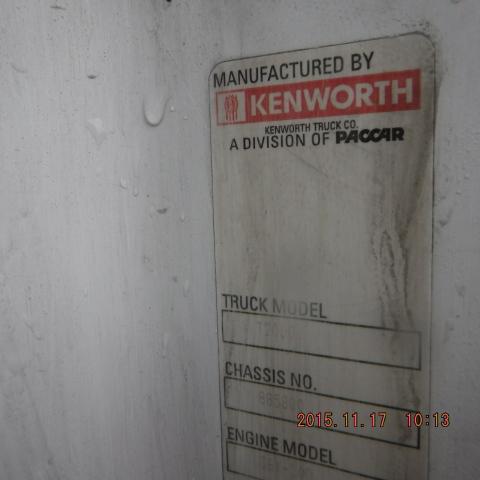 MANUFACTURED BY
KENWORTH
KENWORTH TRUCK CO.
A DIVISION OF PACCAR
TRUCK MODEL
CHASSIS NO.
2015.11.17 10:13
ENGINE MODEL